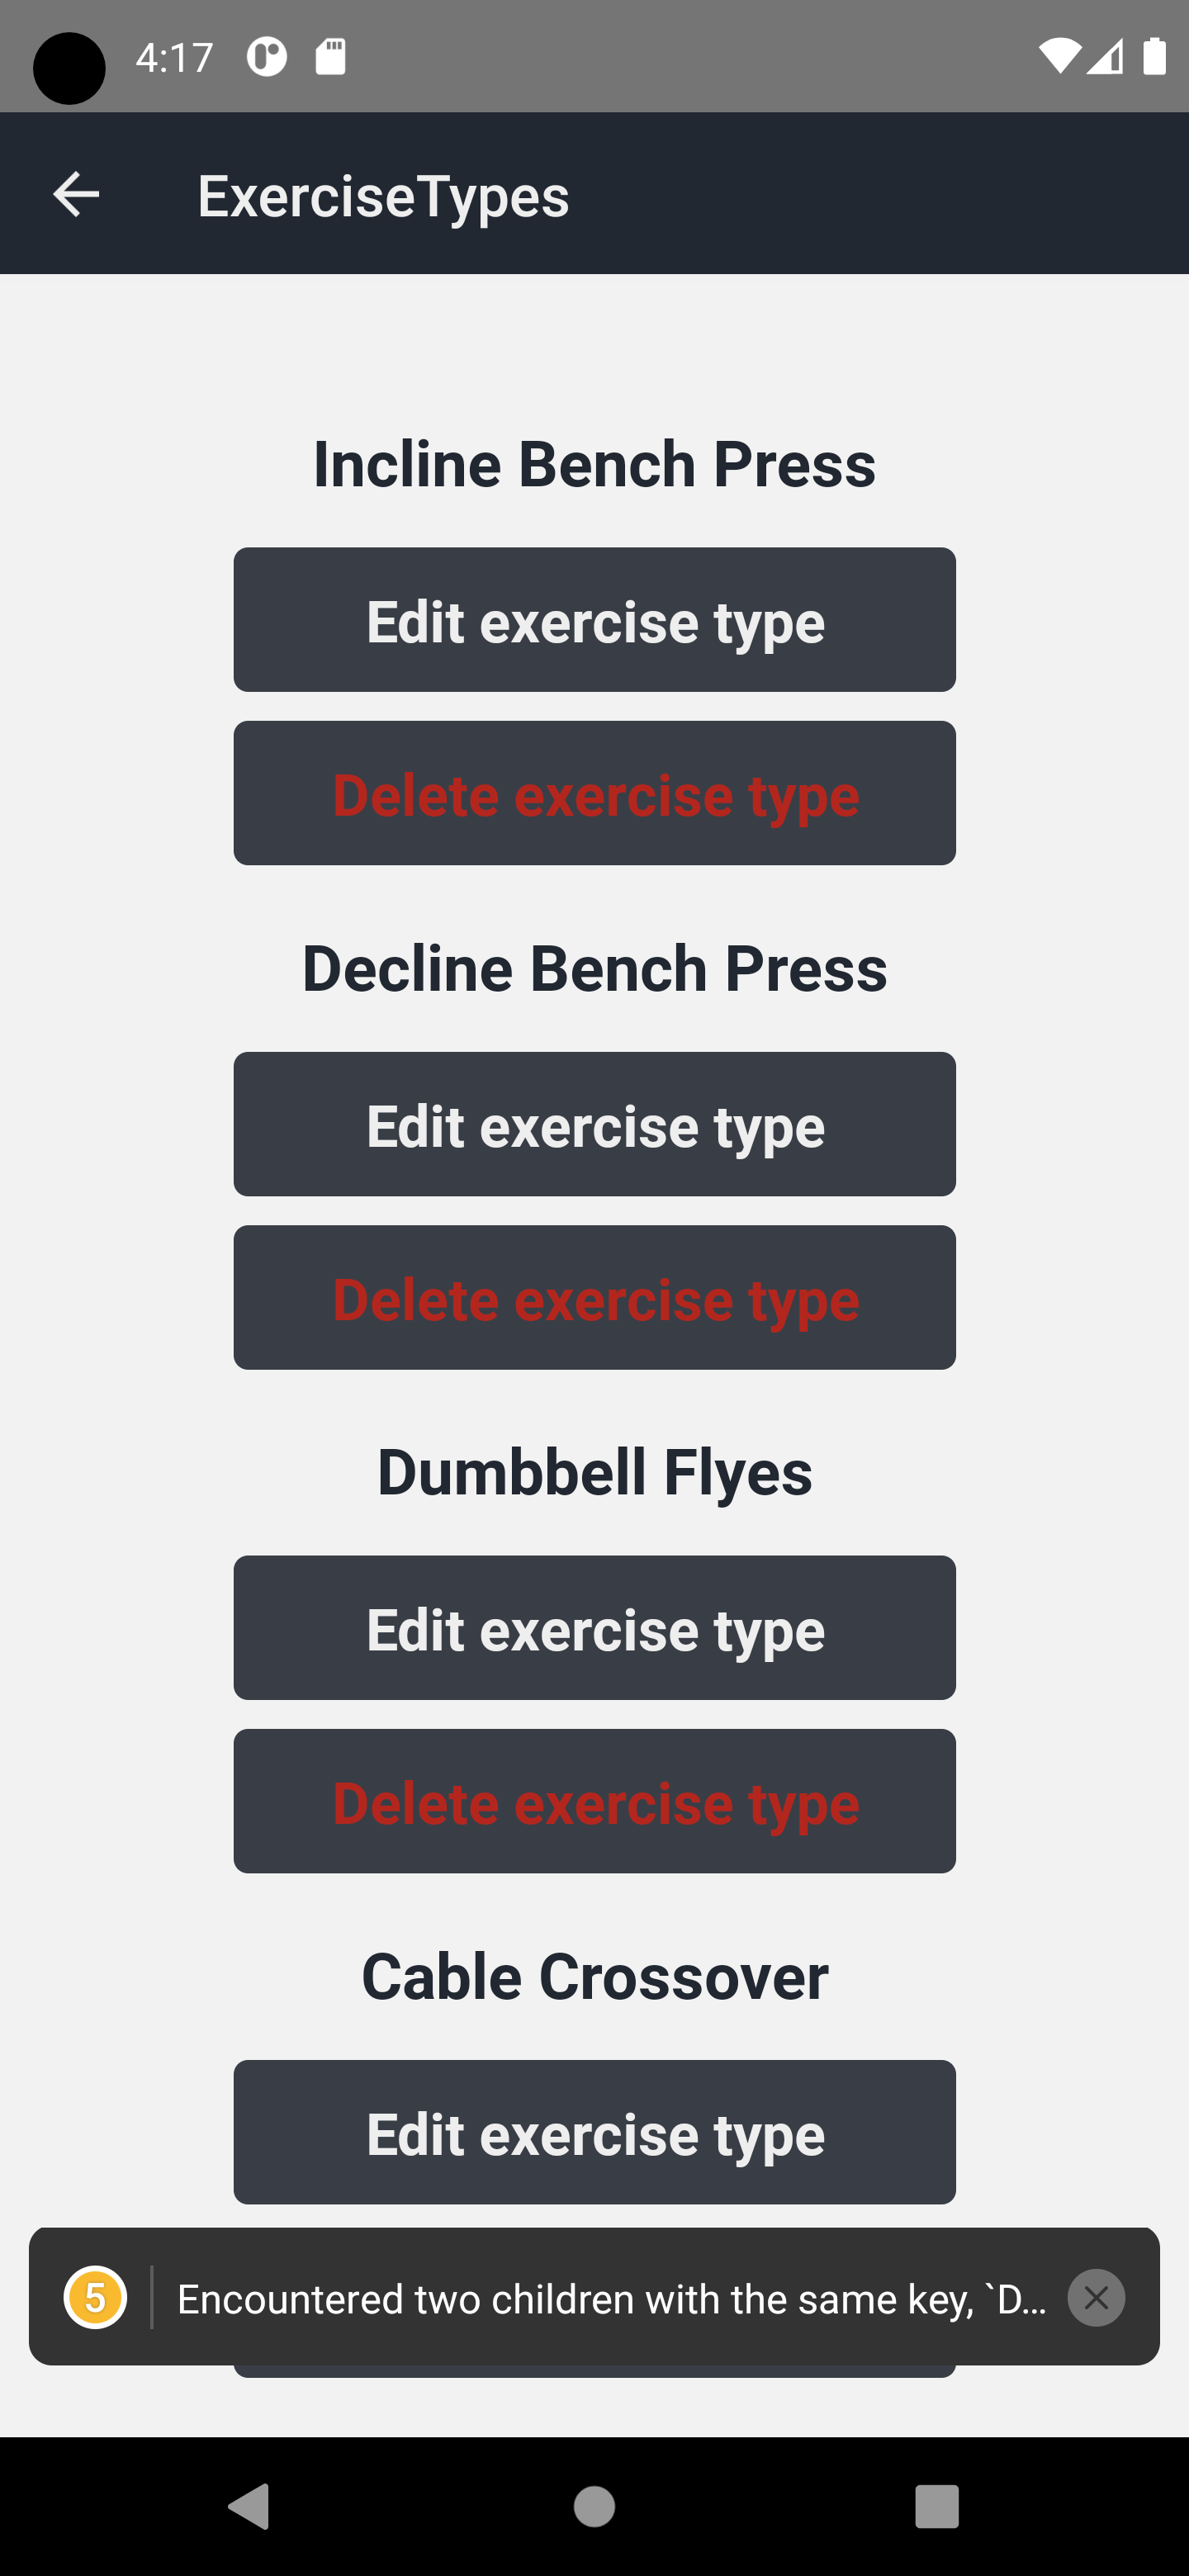 4:17
ExerciseTypes
Incline Bench Press
Edit exercise type
Delete exercise type
Decline Bench Press
Edit exercise type
Delete exercise type
Dumbbell Flyes
Edit exercise type
Delete exercise type
Cable Crossover
Edit exercise type
5 Encountered two children with the same key, `D...